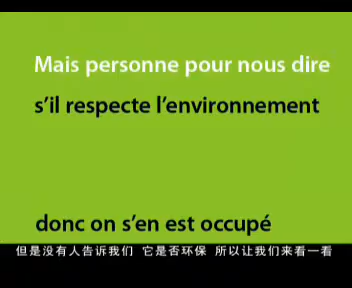 Mais personne pour nous dire
s'il respecte l'environnement
donc on s'en est occupé
但是没有人告诉我们 它是否环保 所以让我们来看一看